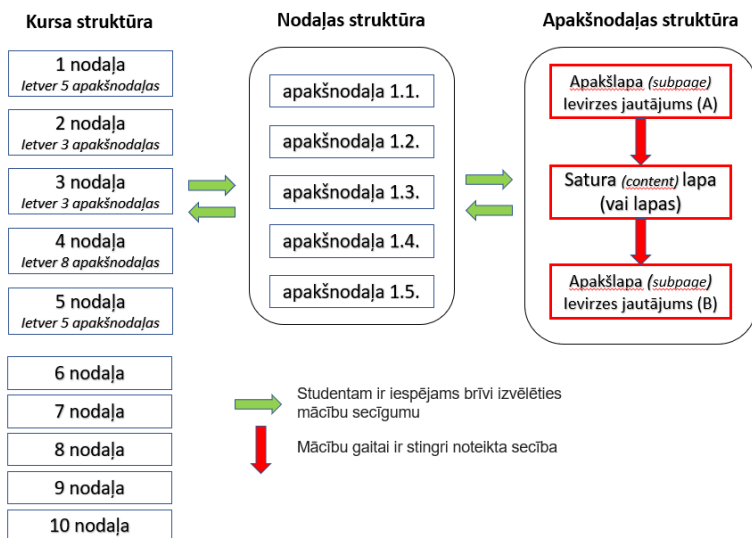 Kursa struktūra
1 nodaļa
Ietver 5 apakšnodaļas
2 nodaļa
Ietver 3 apakšnodaļas
3 nodaļa
Ietver 3 apakšnodaļas
4 nodaļa
Ietver 8 apakšnodaļas
5 nodaļa
Ietver 5 apakšnodaļas
6 nodaļa
7 nodaļa
8 nodaļa
9 nodaļa
10 nodaļa
Nodaļas struktūra
apakšnodaļa 1.1.
apakšnodaļa 1.2.
apakšnodaļa 1.3.
apakšnodaļa 1.4.
apakšnodaļa 1.5.
Apakšnodaļas struktūra
Apakšlapa (subpage)
Ievirzes jautājums (A)
Satura (content) lapa
(vai lapas)
Apakšlapa (subpage)
Ievirzes jautājums (B)
Studentam ir iespējams brīvi izvēlēties
mācību secīgumu
Mācību gaitai ir stingri noteikta secība